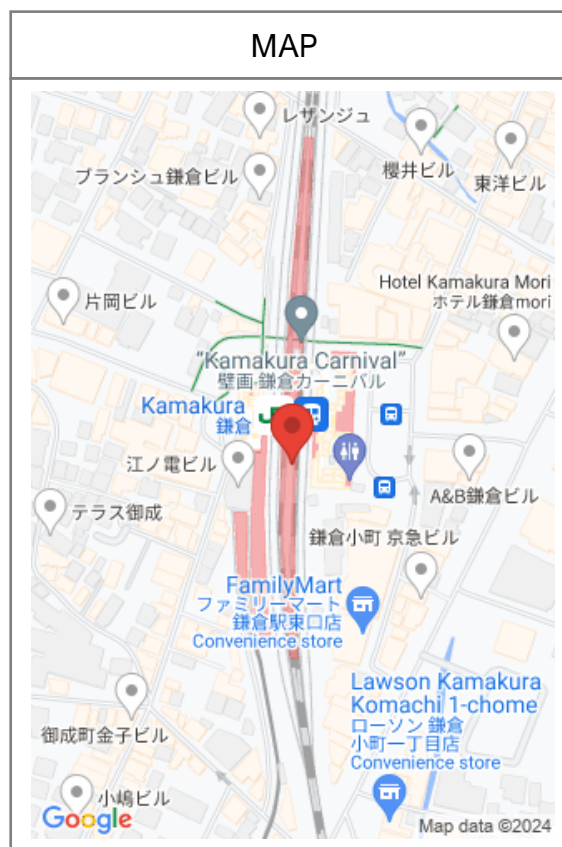 MAP
レザンジュ
ブランシュ鎌倉ビル
櫻井ビル
東洋ビル
片岡ビル
Hotel Kamakura Mori
ホテル鎌倉mori
“Kamakura Carnival”
壁画 鎌倉カーニバル
Kamakura
鎌倉
江ノ電ビル
A&B鎌倉ビル
テラス御成
鎌倉小町 京急ビル
FamilyMart
ファミリーマート
鎌倉駅東口店
Convenience store
Lawson Kamakura
Komachi 1-chome
ローソン 鎌倉
小町一丁目店
Convenience store
御成町金子ビル
小嶋ビル
Google
Map data ©2024